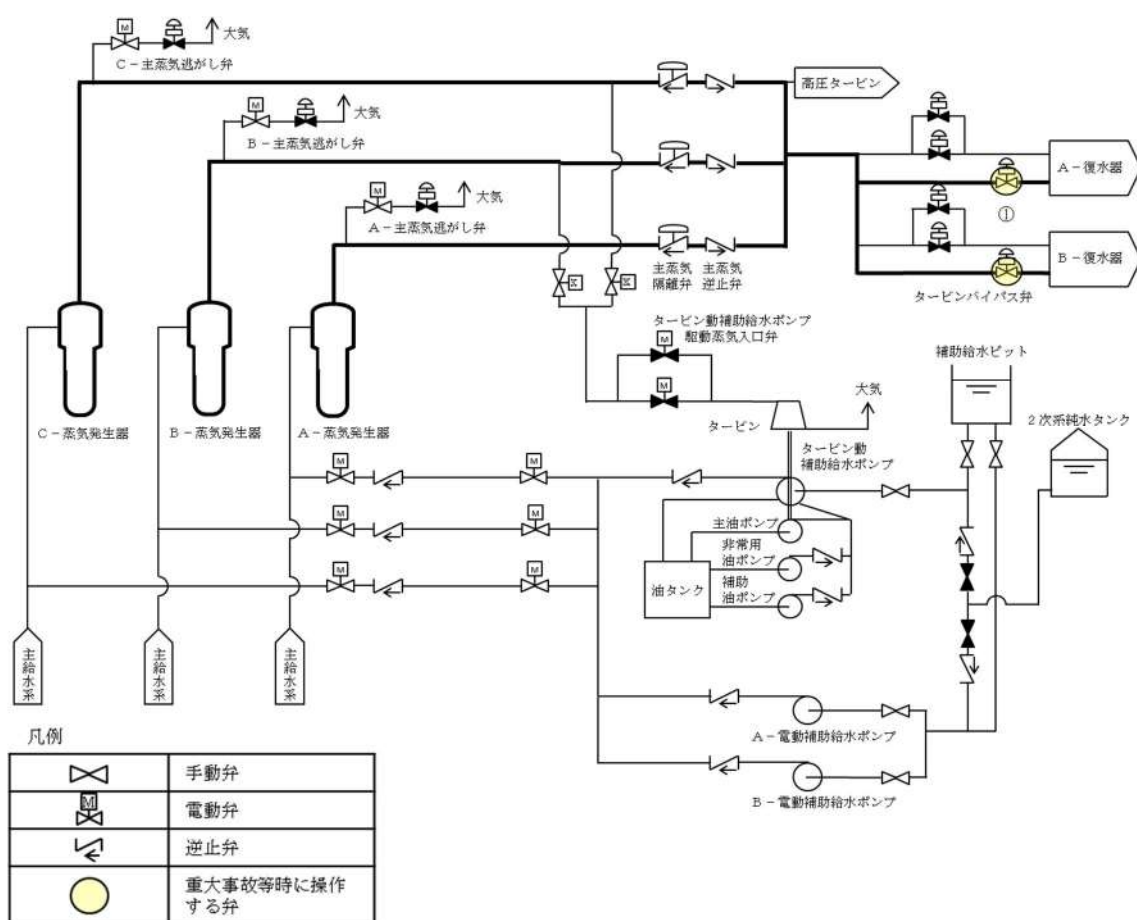 M
大気
C－主蒸気逃がし弁
M
大気
B－主蒸気逃がし弁
M
大気
A－主蒸気逃がし弁
高圧タービン
A－復水器
①
B－復水器
タービンバイパス弁
主蒸気
隔離弁
主蒸気
逆止弁
タービン動補助給水ポンプ
駆動蒸気入口弁
M
M
大気
タービン
補助給水ピット
2次系純水タンク
C－蒸気発生器
B－蒸気発生器
A－蒸気発生器
タービン動
補助給水ポンプ
M
M
M
M
M
M
主油ポンプ
非常用
油ポンプ
補助
油ポンプ
油タンク
主給水系
主給水系
主給水系
A－電動補助給水ポンプ
B－電動補助給水ポンプ
凡例
手動弁
M
電動弁
逆止弁
重大事故等時に操作
する弁